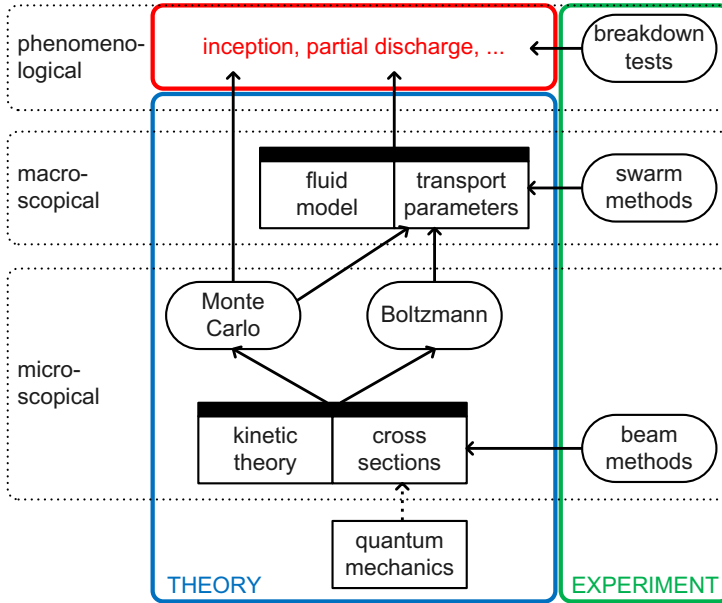 phenomeno-
logical
inception, partial discharge, ...
breakdown
tests
macro-
scopical
fluid
model
transport
parameters
swarm
methods
micro-
scopical
Monte
Carlo
Boltzmann
kinetic
theory
cross
sections
beam
methods
quantum
mechanics
THEORY
EXPERIMENT